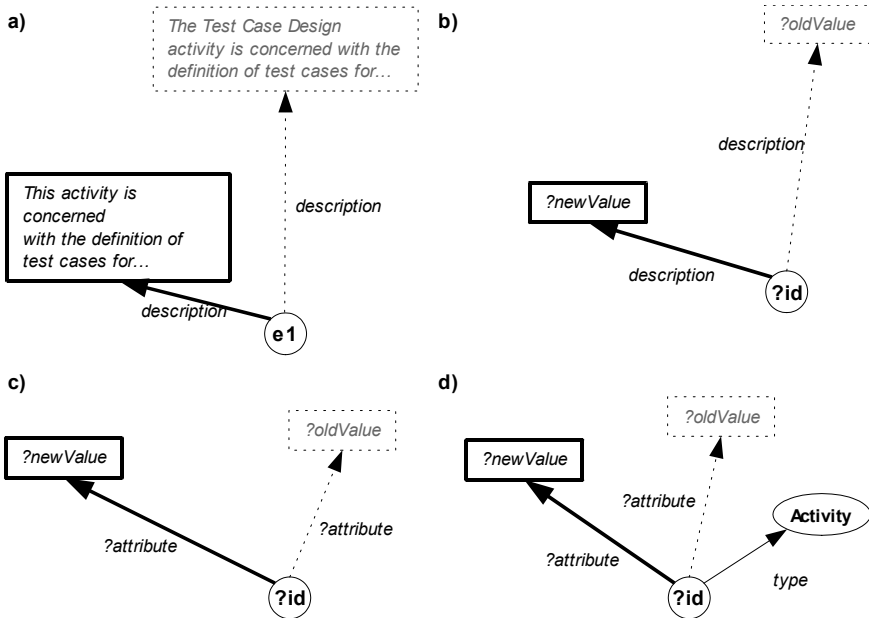 a)
The Test Case Design
activity is concerned with the
definition of test cases for…
This activity is
concerned
with the definition of
test cases for…
description
description
e1
b)
?oldValue
description
?newValue
description
?id
c)
?oldValue
?newValue
?attribute
?attribute
?id
d)
?oldValue
?newValue
?attribute
Activity
?attribute
type
?id